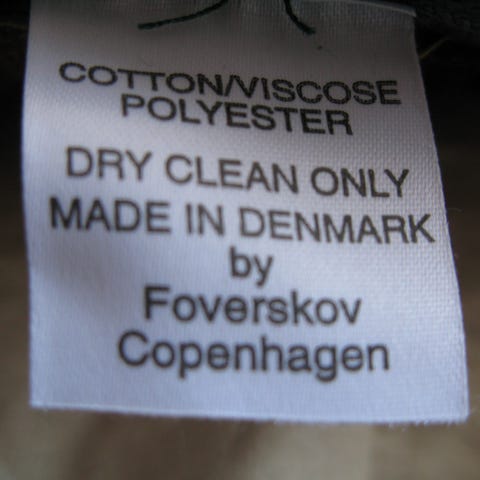 COTTON/VISCOSE
POLYESTER
DRY CLEAN ONLY
MADE IN DENMARK
by
Foverskov
Copenhagen